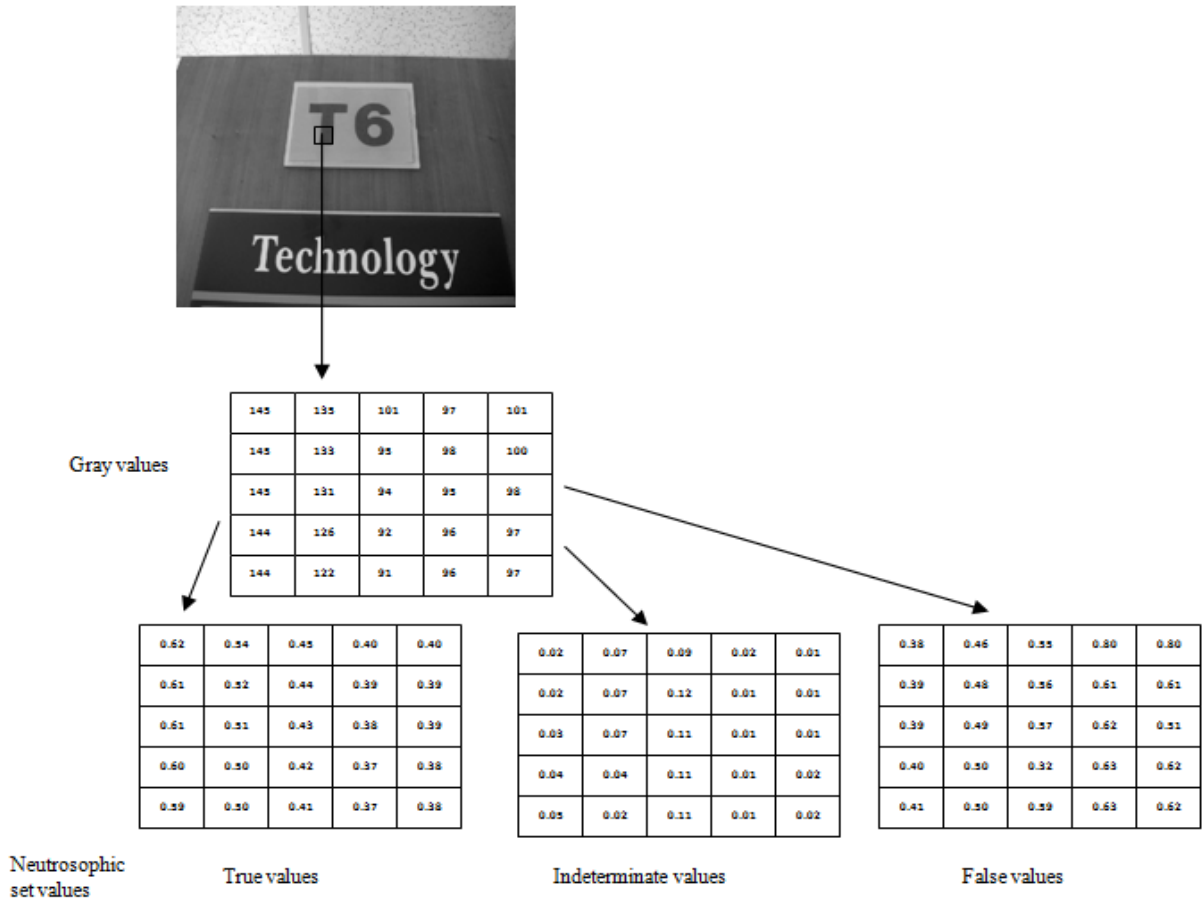 T6
Technology
Gray values
145 135 101 97 101
145 133 95 98 100
145 131 94 95 98
144 126 92 96 97
144 122 91 96 97
0.62 0.54 0.45 0.40 0.40
0.61 0.52 0.44 0.39 0.39
0.61 0.51 0.43 0.38 0.39
0.60 0.50 0.42 0.37 0.38
0.59 0.50 0.41 0.37 0.38
0.02 0.07 0.09 0.02 0.01
0.02 0.07 0.12 0.01 0.01
0.03 0.07 0.11 0.01 0.01
0.04 0.04 0.11 0.01 0.02
0.05 0.02 0.11 0.01 0.02
0.38 0.46 0.55 0.80 0.80
0.39 0.48 0.56 0.61 0.61
0.39 0.49 0.57 0.62 0.51
0.40 0.50 0.32 0.63 0.62
0.41 0.50 0.59 0.63 0.62
Neutrosophic
set values
True values
Indeterminate values
False values